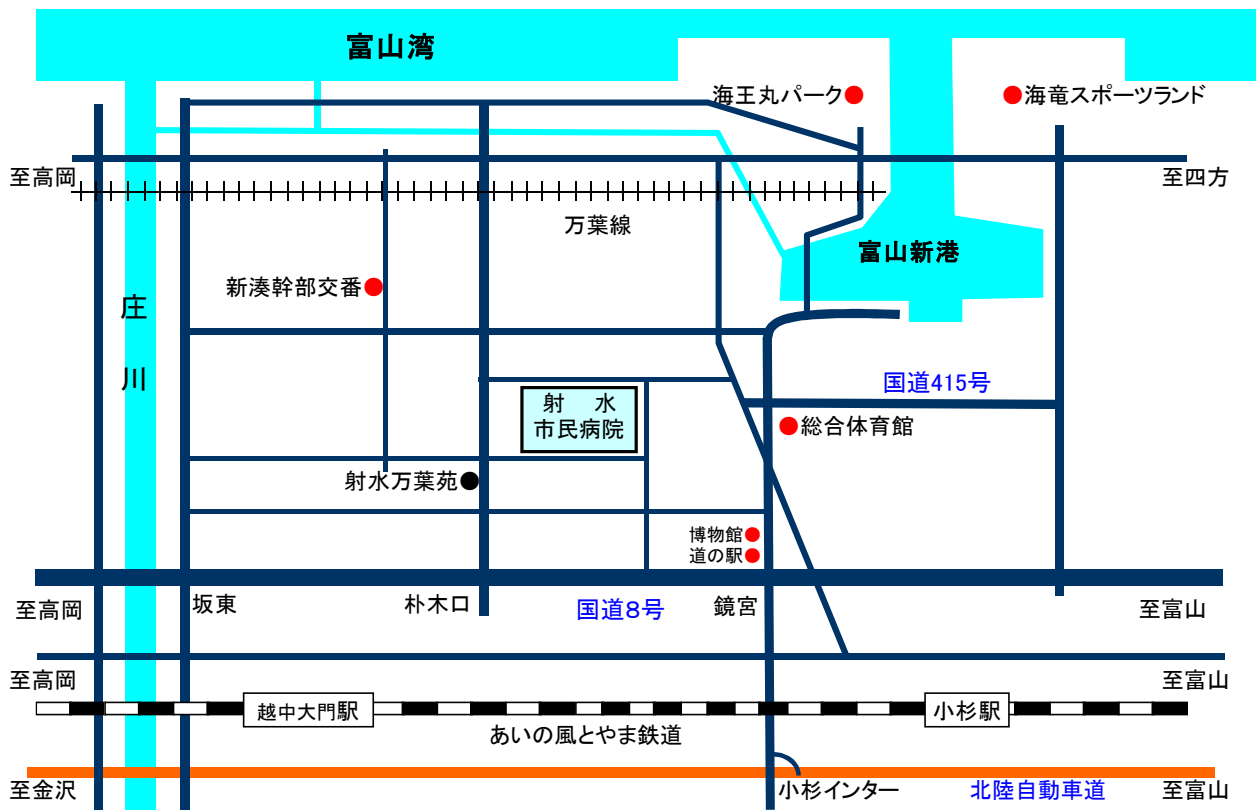 富山湾
海王丸パーク
海竜スポーツランド
至高岡
至四方
万葉線
富山新港
新湊幹部交番
庄
川
国道415号
射　水
市民病院
総合体育館
射水万葉苑
博物館
道の駅
至高岡
坂東
朴木口
国道8号
鏡宮
至富山
至高岡
至富山
越中大門駅
小杉駅
あいの風とやま鉄道
至金沢
小杉インター
北陸自動車道
至富山